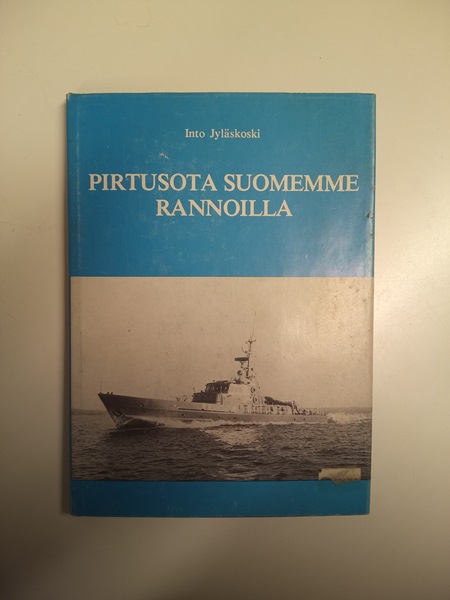 Into Jyläskoski
PIRTUSOTA SUOMEMME
RANNOILLA